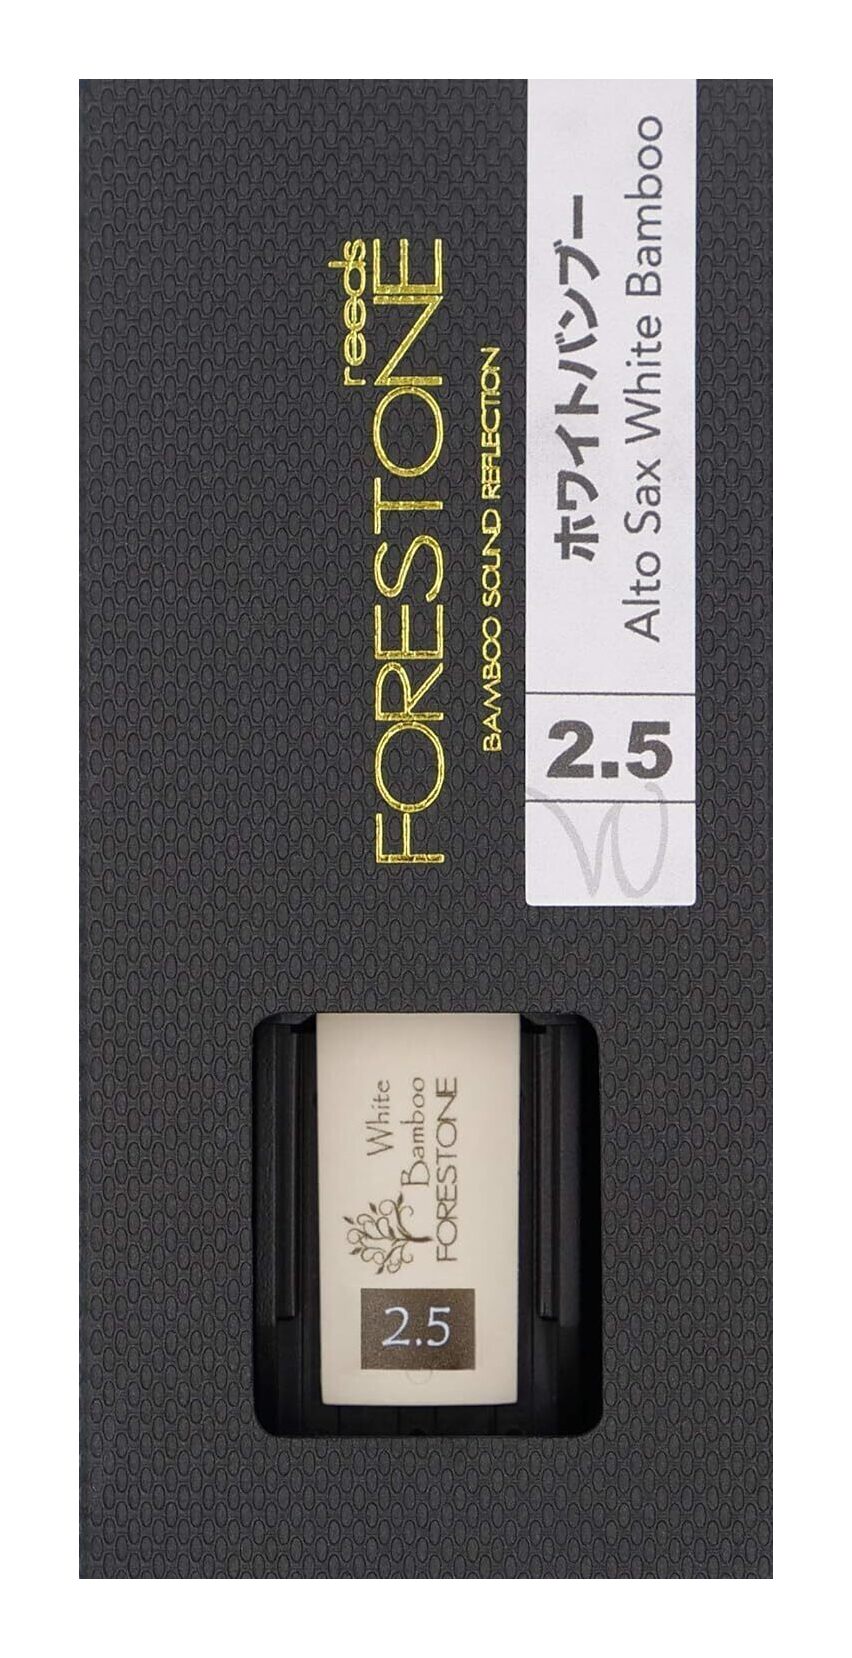 reeds
FORESTONE
BAMBOO SOUND REFLECTION
ホワイトバンブー
Alto Sax White Bamboo
2.5
White
Bamboo
FORESTONE
2.5